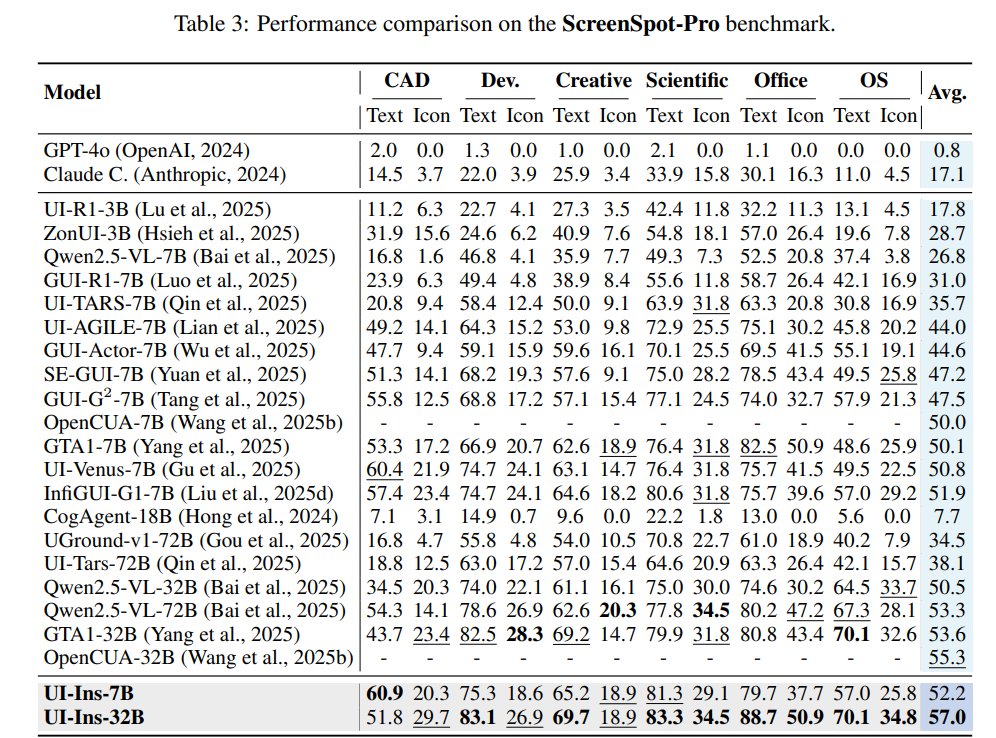 Table 3: Performance comparison on the ScreenSpot-Pro benchmark.
Model CAD Dev. Creative Scientific Office OS Avg.
Text Icon Text Icon Text Icon Text Icon Text Icon Text Icon
GPT-4o (OpenAI, 2024) 2.0 0.0 1.3 0.0 1.0 0.0 2.1 0.0 1.1 0.0 0.0 0.0 0.8
Claude C. (Anthropic, 2024) 14.5 3.7 22.0 3.9 25.9 3.4 33.9 15.8 30.1 16.3 11.0 4.5 17.1
UI-R1-3B (Lu et al., 2025) 11.2 6.3 22.7 4.1 27.3 3.5 42.4 11.8 32.2 11.3 13.1 4.5 17.8
ZonUI-3B (Hsieh et al., 2025) 31.9 15.6 24.6 6.2 40.9 7.6 54.8 18.1 57.0 26.4 19.6 7.8 28.7
Qwen2.5-VL-7B (Bai et al., 2025) 16.8 1.6 46.8 4.1 35.9 7.7 49.3 7.3 52.5 20.8 37.4 3.8 26.8
GUI-R1-7B (Luo et al., 2025) 23.9 6.3 49.4 4.8 38.9 8.4 55.6 11.8 58.7 26.4 42.1 16.9 31.0
UI-TARS-7B (Qin et al., 2025) 20.8 9.4 58.4 12.4 50.0 9.1 63.9 31.8 63.3 20.8 30.8 16.9 35.7
UI-AGILE-7B (Lian et al., 2025) 49.2 14.1 64.3 15.2 53.0 9.8 72.9 25.5 75.1 30.2 45.8 20.2 44.0
GUI-Actor-7B (Wu et al., 2025) 47.7 9.4 59.1 15.9 59.6 16.1 70.1 25.5 69.5 41.5 55.1 19.1 44.6
SE-GUI-7B (Yuan et al., 2025) 51.3 14.1 68.2 19.3 57.6 9.1 75.0 28.2 78.5 43.4 49.5 25.8 47.2
GUI-G²-7B (Tang et al., 2025) 55.8 12.5 68.8 17.2 57.1 15.4 77.1 24.5 74.0 32.7 57.9 21.3 47.5
OpenCUA-7B (Wang et al., 2025b) - - - - - - - - - - - - 50.0
GTA1-7B (Yang et al., 2025) 53.3 17.2 66.9 20.7 62.6 18.9 76.4 31.8 82.5 50.9 48.6 25.9 50.1
UI-Venus-7B (Gu et al., 2025) 60.4 21.9 74.7 24.1 63.1 14.7 76.4 31.8 75.7 41.5 49.5 22.5 50.8
InfiGUI-G1-7B (Liu et al., 2025d) 57.4 23.4 74.7 24.1 64.6 18.2 80.6 31.8 75.7 39.6 57.0 29.2 51.9
CogAgent-18B (Hong et al., 2024) 7.1 3.1 14.9 0.7 9.6 0.0 22.2 1.8 13.0 0.0 5.6 0.0 7.7
UGround-v1-72B (Gou et al., 2025) 16.8 4.7 55.8 4.8 54.0 10.5 70.8 22.7 61.0 18.9 40.2 7.9 34.5
UI-Tars-72B (Qin et al., 2025) 18.8 12.5 63.0 17.2 57.0 15.4 64.6 20.9 63.3 26.4 42.1 15.7 38.1
Qwen2.5-VL-32B (Bai et al., 2025) 34.5 20.3 74.0 22.1 61.1 16.1 75.0 30.0 74.6 30.2 64.5 33.7 50.5
Qwen2.5-VL-72B (Bai et al., 2025) 54.3 14.1 78.6 26.9 62.6 20.3 77.8 34.5 80.2 47.2 67.3 28.1 53.3
GTA1-32B (Yang et al., 2025) 43.7 23.4 82.5 28.3 69.2 14.7 79.9 31.8 80.8 43.4 70.1 32.6 53.6
OpenCUA-32B (Wang et al., 2025b) - - - - - - - - - - - - 55.3
UI-Ins-7B 60.9 20.3 75.3 18.6 65.2 18.9 81.3 29.1 79.7 37.7 57.0 25.8 52.2
UI-Ins-32B 51.8 29.7 83.1 26.9 69.7 18.9 83.3 34.5 88.7 50.9 70.1 34.8 57.0